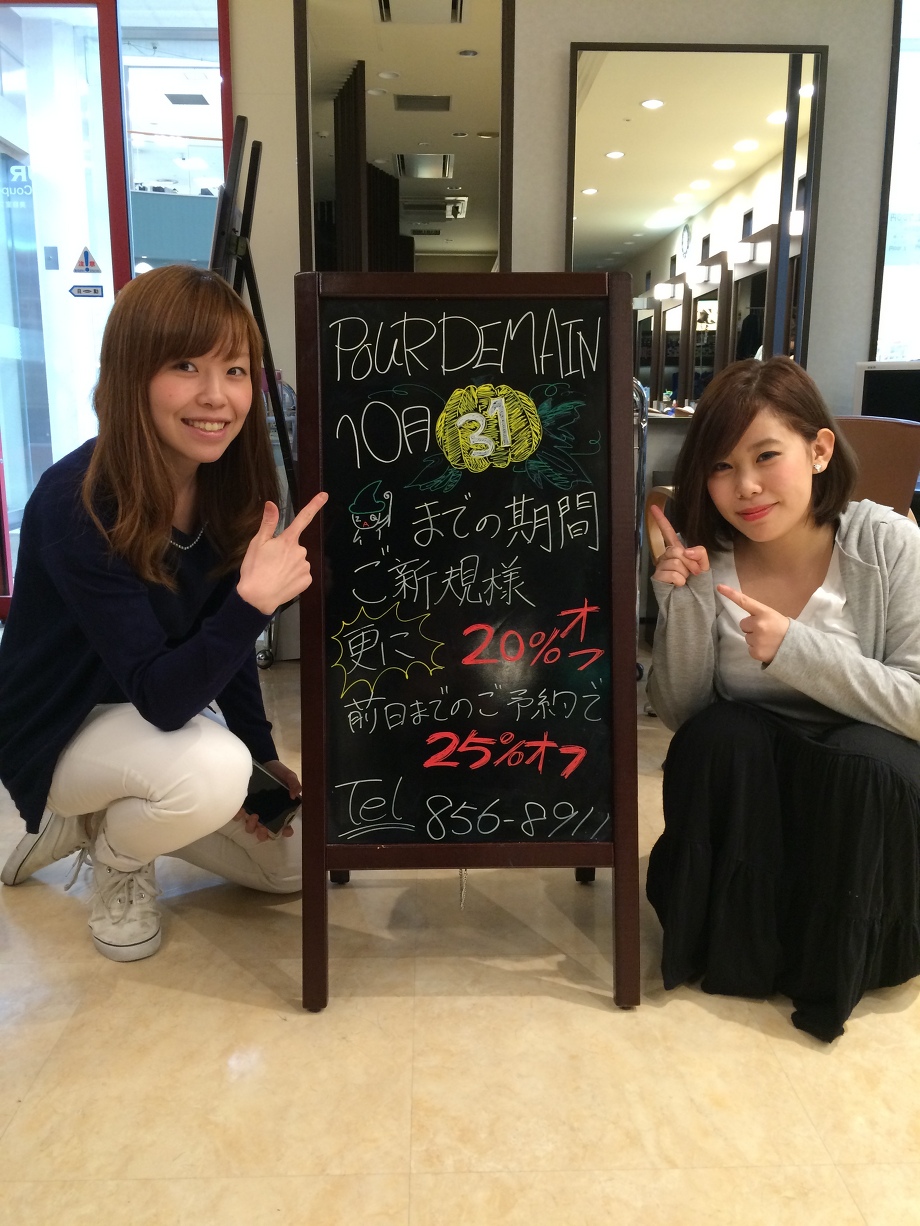 POUR DEMAIN
10月31
までの期間
ご新規様
更に 20%オフ
前日までのご予約で
25%オフ
Tel 856-8911
R
Coup